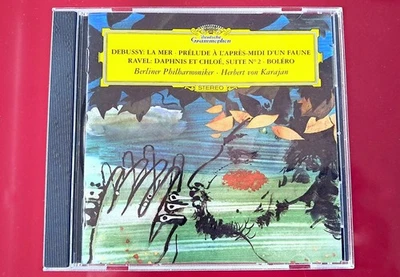 Deutsche
Grammophon
DEBUSSY: LA MER · PRÉLUDE À L'APRÈS-MIDI D'UN FAUNE
RAVEL: DAPHNIS ET CHLOÉ, SUITE N° 2 · BOLÉRO
Berliner Philharmoniker · Herbert von Karajan
STEREO